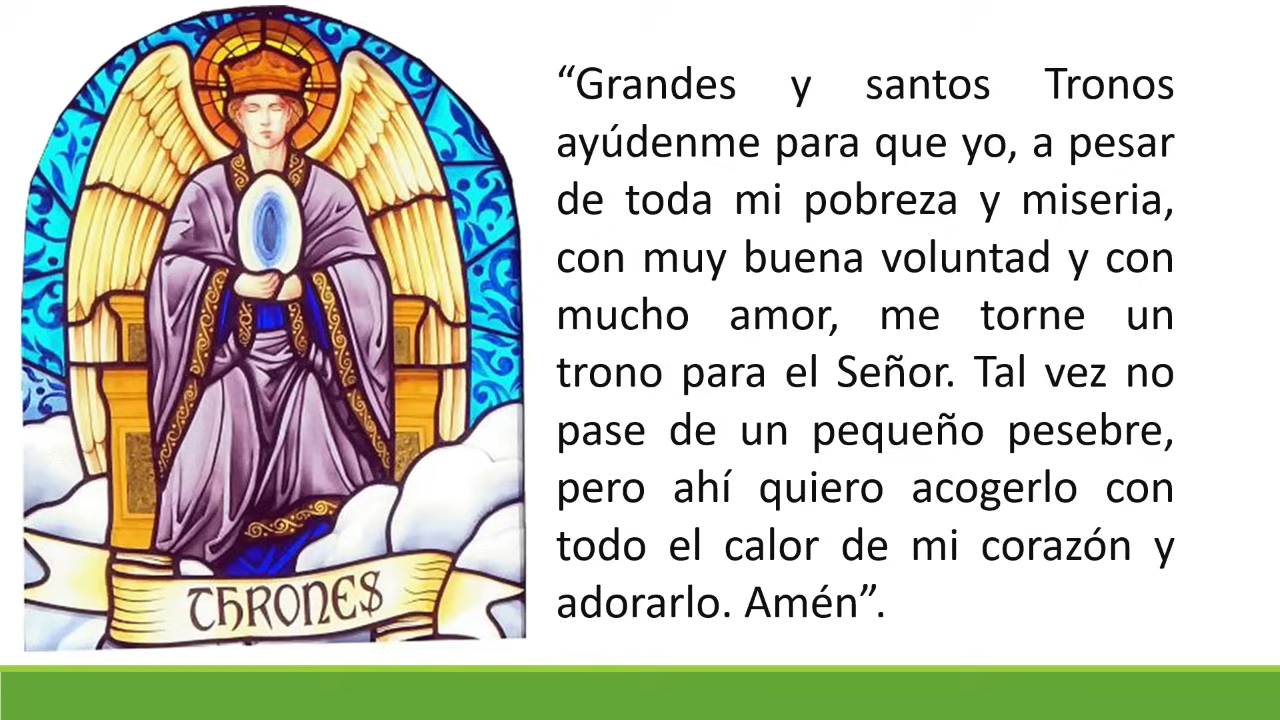 “Grandes y santos Tronos
ayúdenme para que yo, a pesar
de toda mi pobreza y miseria,
con muy buena voluntad y con
mucho amor, me torne un
trono para el Señor. Tal vez no
pase de un pequeño pesebre,
pero ahí quiero acogerlo con
todo el calor de mi corazón y
adorarlo. Amén”.
THRONES